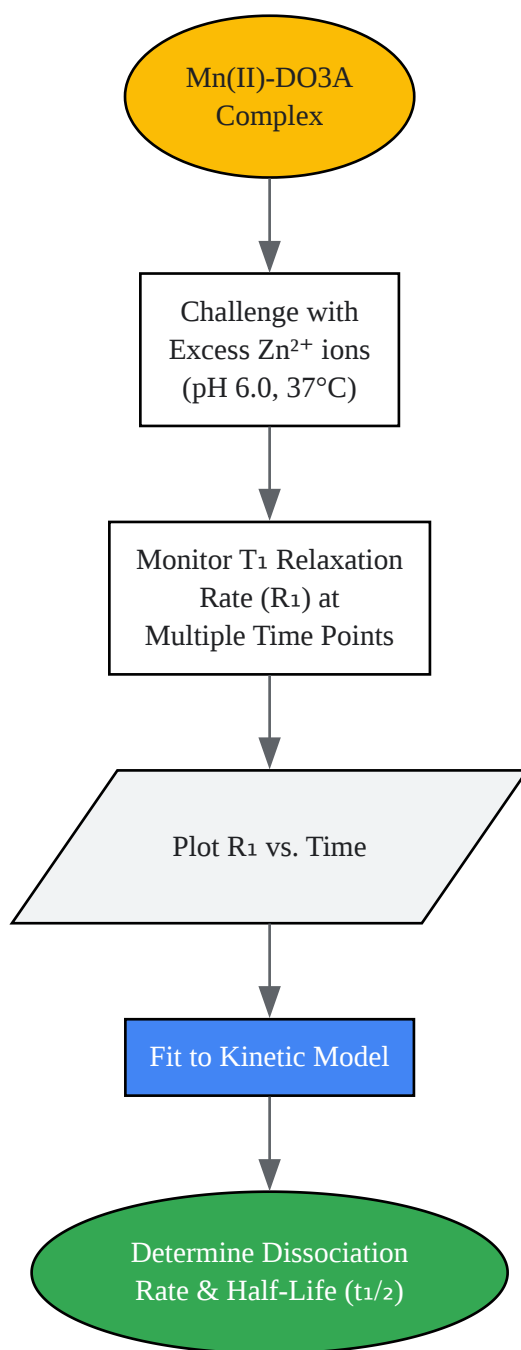 Mn(II)-DO3A
Complex
Challenge with
Excess Zn²⁺ ions
(pH 6.0, 37°C)
Monitor T₁ Relaxation
Rate (R₁) at
Multiple Time Points
Plot R₁ vs. Time
Fit to Kinetic Model
Determine Dissociation
Rate & Half-Life (t₁/₂)